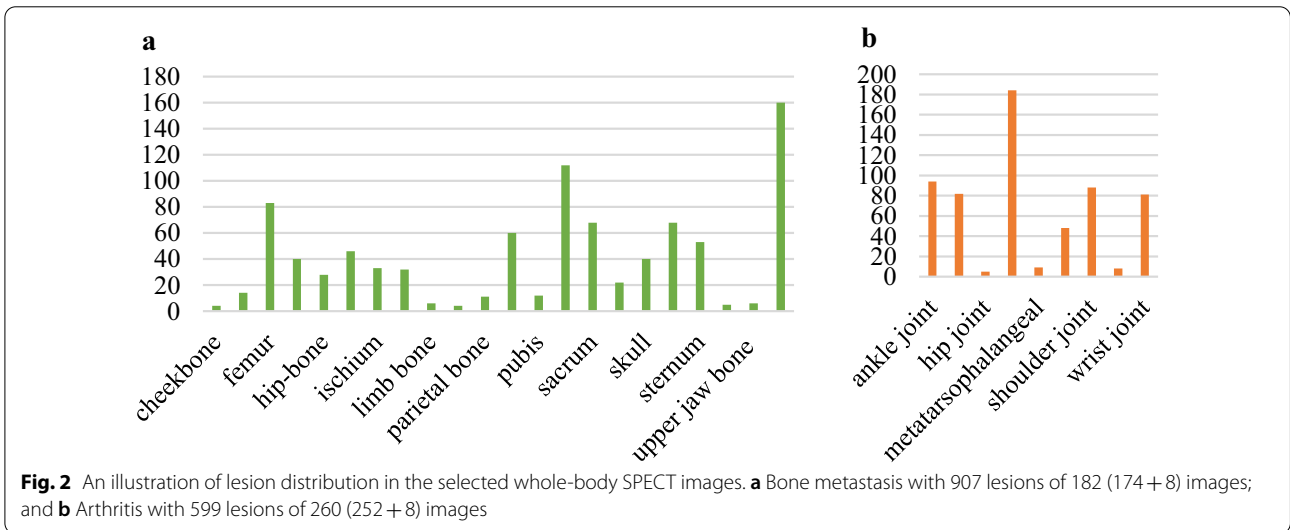 a
180
160
140
120
100
80
60
40
20
0
cheekbone
femur
hip-bone
ischium
limb bone
parietal bone
pubis
sacrum
skull
sternum
upper jaw bone
b
200
180
160
140
120
100
80
60
40
20
0
ankle joint
hip joint
metatarsophalangeal
shoulder joint
wrist joint
Fig. 2 An illustration of lesion distribution in the selected whole-body SPECT images. a Bone metastasis with 907 lesions of 182 (174 + 8) images;
and b Arthritis with 599 lesions of 260 (252 + 8) images